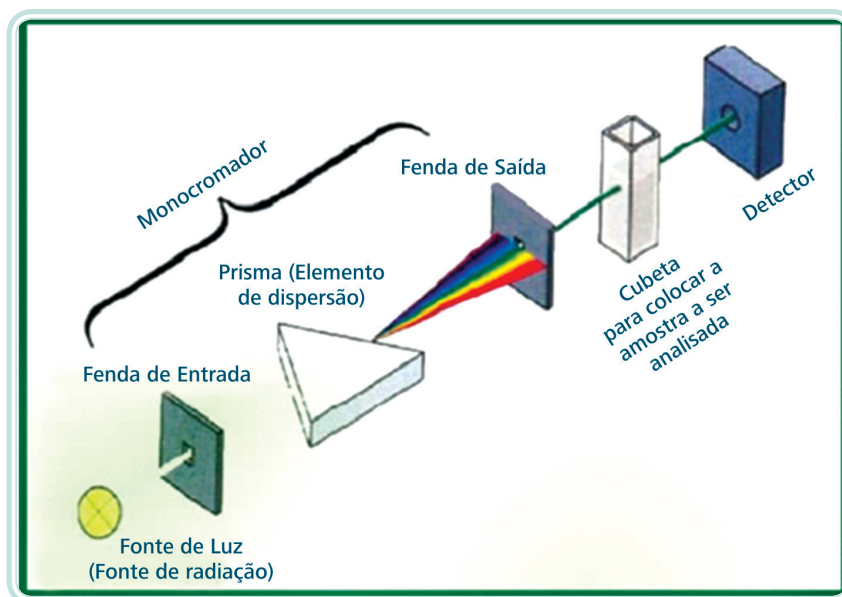 Monocromador
Fenda de Saída
Detector
Prisma (Elemento
de dispersão)
Cubeta
para colocar a
amostra a ser
analisada
Fenda de Entrada
Fonte de Luz
(Fonte de radiação)